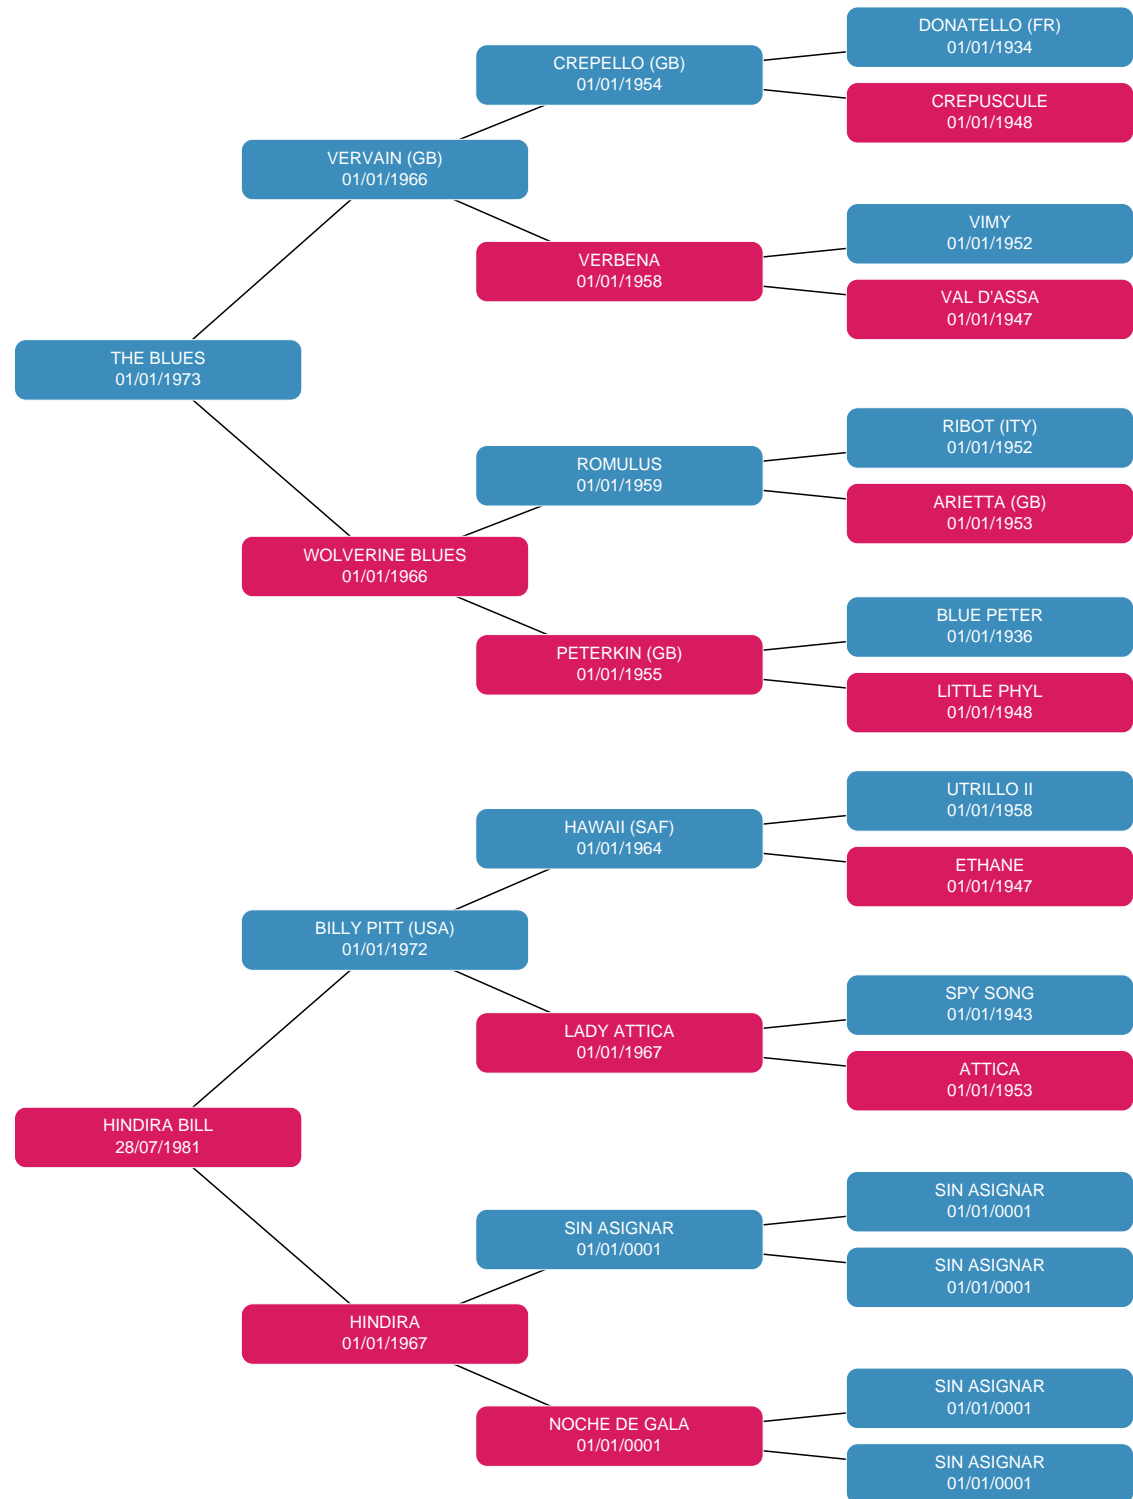 DONATELLO (FR)
01/01/1934
CREPELLO (GB)
01/01/1954
CREPUSCULE
01/01/1948
VERVAIN (GB)
01/01/1966
VIMY
01/01/1952
VERBENA
01/01/1958
VAL D'ASSA
01/01/1947
THE BLUES
01/01/1973
RIBOT (ITY)
01/01/1952
ROMULUS
01/01/1959
ARIETTA (GB)
01/01/1953
WOLVERINE BLUES
01/01/1966
BLUE PETER
01/01/1936
PETERKIN (GB)
01/01/1955
LITTLE PHYL
01/01/1948
UTRILLO II
01/01/1958
HAWAII (SAF)
01/01/1964
ETHANE
01/01/1947
BILLY PITT (USA)
01/01/1972
SPY SONG
01/01/1943
LADY ATTICA
01/01/1967
ATTICA
01/01/1953
HINDIRA BILL
28/07/1981
SIN ASIGNAR
01/01/0001
SIN ASIGNAR
01/01/0001
SIN ASIGNAR
01/01/0001
HINDIRA
01/01/1967
SIN ASIGNAR
01/01/0001
NOCHE DE GALA
01/01/0001
SIN ASIGNAR
01/01/0001